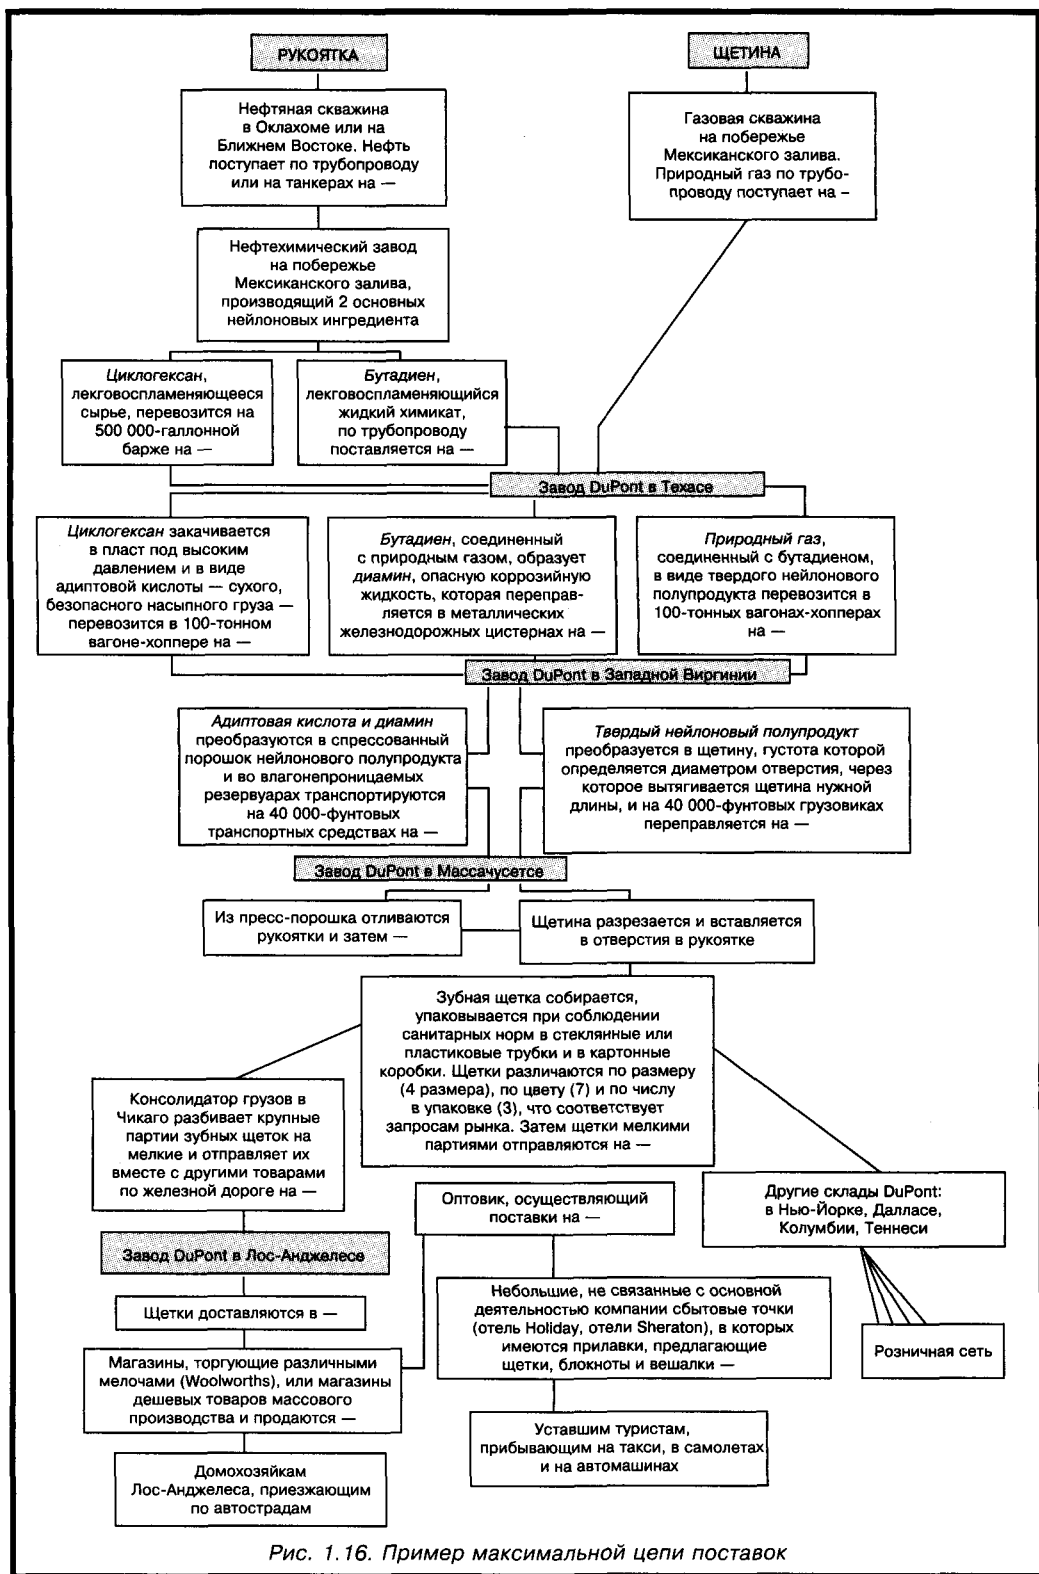 РУКОЯТКА
ЩЕТИНА
Нефтяная скважина
в Оклахоме или на
Ближнем Востоке. Нефть
поступает по трубопроводу
или на танкерах на —
Газовая скважина
на побережье
Мексиканского залива.
Природный газ по трубо-
проводу поступает на –
Нефтехимический завод
на побережье
Мексиканского залива,
производящий 2 основных
нейлоновых ингредиента
Циклогексан,
лекговоспламеняющееся
сырье, перевозится на
500 000-галлонной
барже на —
Бутадиен,
лекговоспламеняющийся
жидкий химикат,
по трубопроводу
поставляется на —
Завод DuPont в Техасе
Циклогексан закачивается
в пласт под высоким
давлением и в виде
адиптовой кислоты — сухого,
безопасного насыпного груза —
перевозится в 100-тонном
вагоне-хоппере на —
Бутадиен, соединенный
с природным газом, образует
диамин, опасную коррозийную
жидкость, которая переправ-
ляется в металлических
железнодорожных цистернах на —
Природный газ,
соединенный с бутадиеном,
в виде твердого нейлонового
полупродукта перевозится в
100-тонных вагонах-хопперах
на —
Завод DuPont в Западной Виргинии
Адиптовая кислота и диамин
преобразуются в спрессованный
порошок нейлонового полупродукта
и во влагонепроницаемых
резервуарах транспортируются
на 40 000-фунтовых
транспортных средствах на —
Твердый нейлоновый полупродукт
преобразуется в щетину, густота которой
определяется диаметром отверстия, через
которое вытягивается щетина нужной
длины, и на 40 000-фунтовых грузовиках
переправляется на —
Завод DuPont в Массачусетсе
Из пресс-порошка отливаются
рукоятки и затем —
Щетина разрезается и вставляется
в отверстия в рукоятке
Зубная щетка собирается,
упаковывается при соблюдении
санитарных норм в стеклянные или
пластиковые трубки и в картонные
коробки. Щетки различаются по размеру
(4 размера), по цвету (7) и по числу
в упаковке (3), что соответствует
запросам рынка. Затем щетки мелкими
партиями отправляются на —
Консолидатор грузов в
Чикаго разбивает крупные
партии зубных щеток на
мелкие и отправляет их
вместе с другими товарами
по железной дороге на —
Оптовик, осуществляющий
поставки на —
Другие склады DuPont:
в Нью-Йорке, Далласе,
Колумбии, Теннеси
Завод DuPont в Лос-Анджелесе
Щетки доставляются в —
Небольшие, не связанные с основной
деятельностью компании сбытовые точки
(отель Holiday, отели Sheraton), в которых
имеются прилавки, предлагающие
щетки, блокноты и вешалки —
Розничная сеть
Магазины, торгующие различными
мелочами (Woolworths), или магазины
дешевых товаров массового
производства и продаются —
Уставшим туристам,
прибывающим на такси, в самолетах
и на автомашинах
Домохозяйкам
Лос-Анджелеса, приезжающим
по автострадам
Рис. 1.16. Пример максимальной цепи поставок